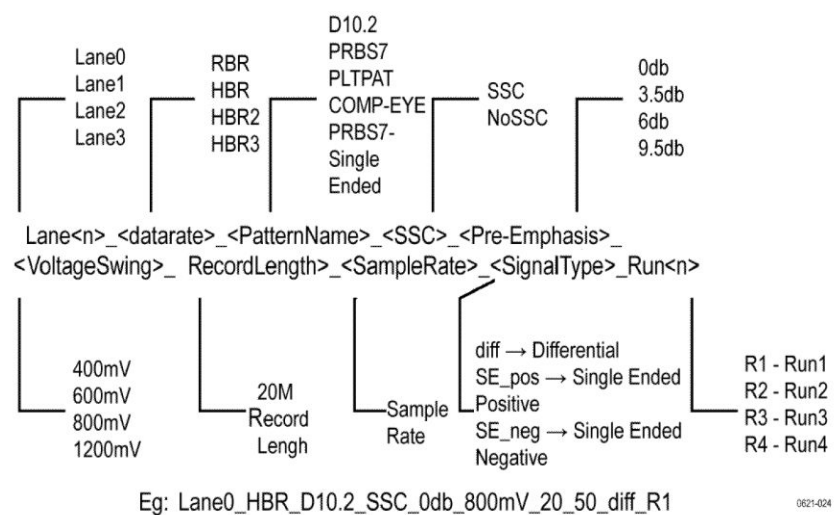 Lane0
Lane1
Lane2
Lane3
RBR
HBR
HBR2
HBR3
D10.2
PRBS7
PLTPAT
COMP-EYE
PRBS7-
Single
Ended
SSC
NoSSC
0db
3.5db
6db
9.5db
Lane<n>_<datarate>_<PatternName>_<SSC>_<Pre-Emphasis>_
<VoltageSwing>_ RecordLength>_<SampleRate>_<SignalType>_Run<n>
400mV
600mV
800mV
1200mV
20M
Record
Lengh
Sample
Rate
diff → Differential
SE_pos → Single Ended
Positive
SE_neg → Single Ended
Negative
R1 - Run1
R2 - Run2
R3 - Run3
R4 - Run4
Eg: Lane0_HBR_D10.2_SSC_0db_800mV_20_50_diff_R1
0621-024